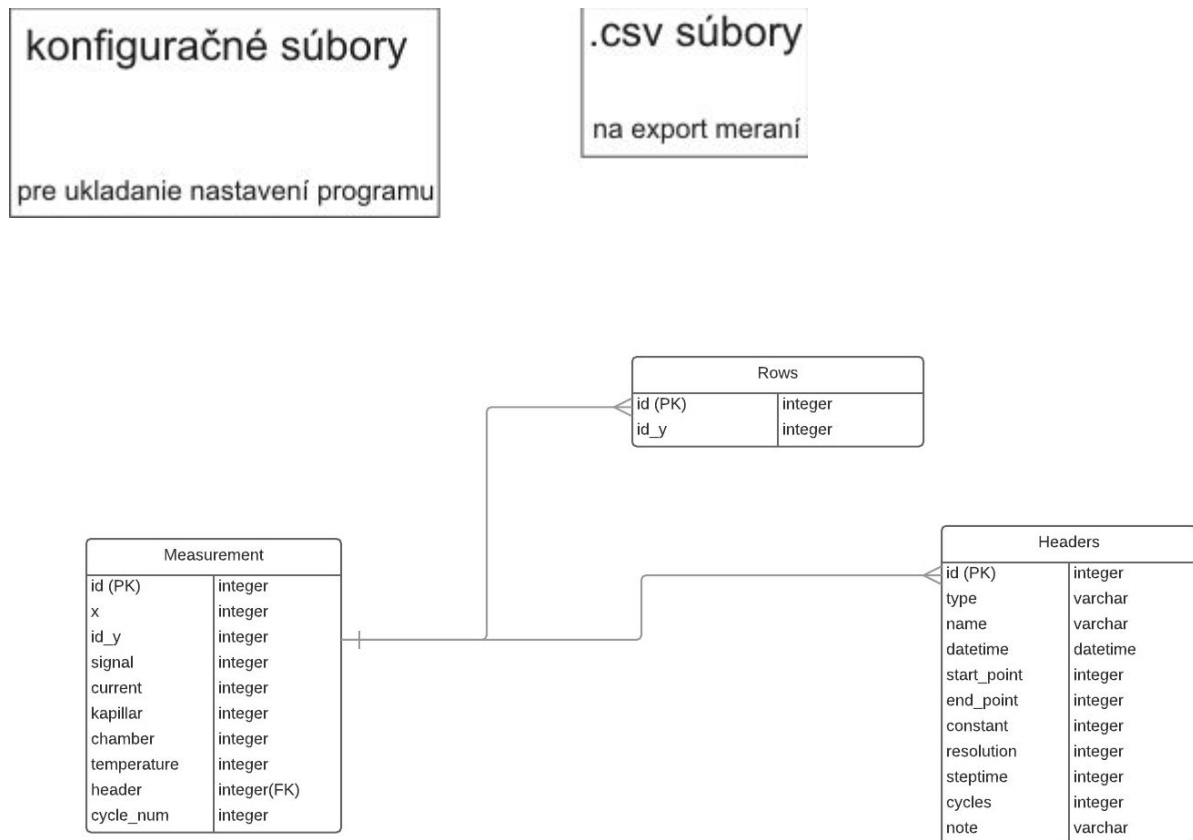 konfiguračné súbory
pre ukladanie nastavení programu
.csv súbory
na export meraní
Rows
id (PK) integer
id_y integer
Measurement
id (PK) integer
x integer
id_y integer
signal integer
current integer
kapillar integer
chamber integer
temperature integer
header integer(FK)
cycle_num integer
Headers
id (PK) integer
type varchar
name varchar
datetime datetime
start_point integer
end_point integer
constant integer
resolution integer
steptime integer
cycles integer
note varchar